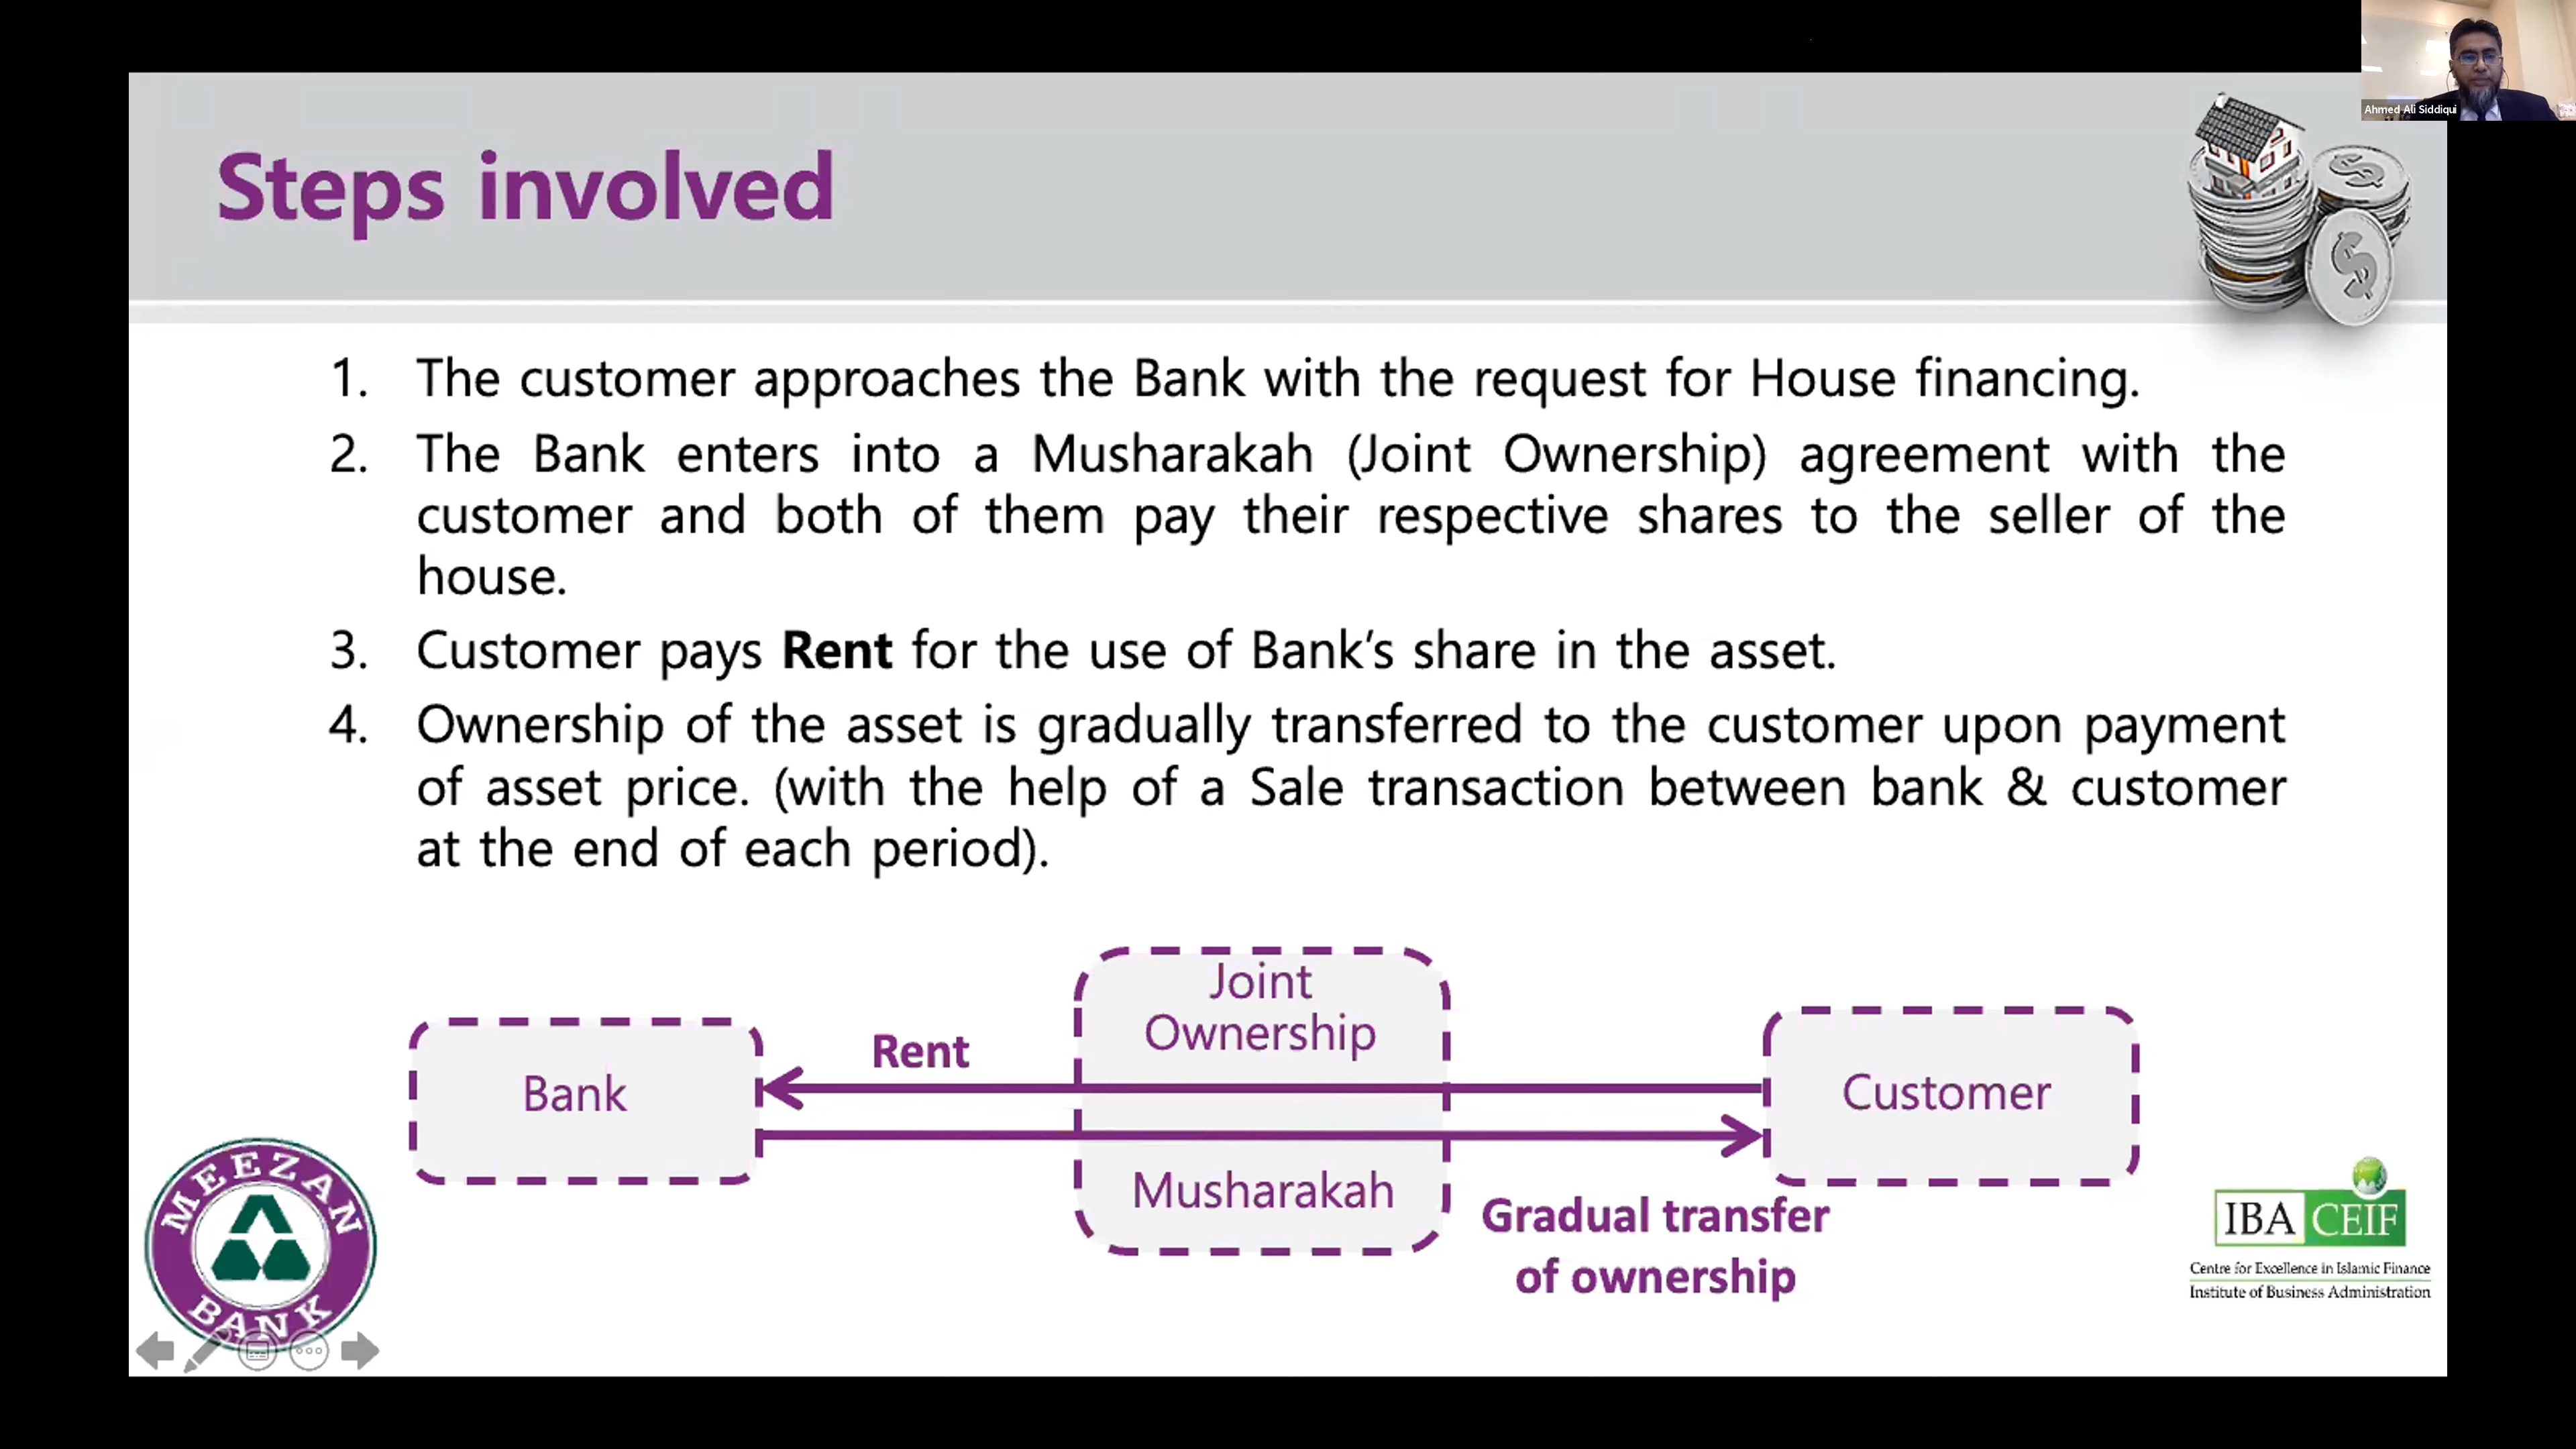 Ahmed Ali Siddiqui
Steps involved
1. The customer approaches the Bank with the request for House financing.
2. The Bank enters into a Musharakah (Joint Ownership) agreement with the
customer and both of them pay their respective shares to the seller of the
house.
3. Customer pays Rent for the use of Bank’s share in the asset.
4. Ownership of the asset is gradually transferred to the customer upon payment
of asset price. (with the help of a Sale transaction between bank & customer
at the end of each period).
Bank
Rent
Joint
Ownership
Musharakah
Customer
Gradual transfer
of ownership
MEEZAN
BANK
IBA CEIF
Centre for Excellence in Islamic Finance
Institute of Business Administration